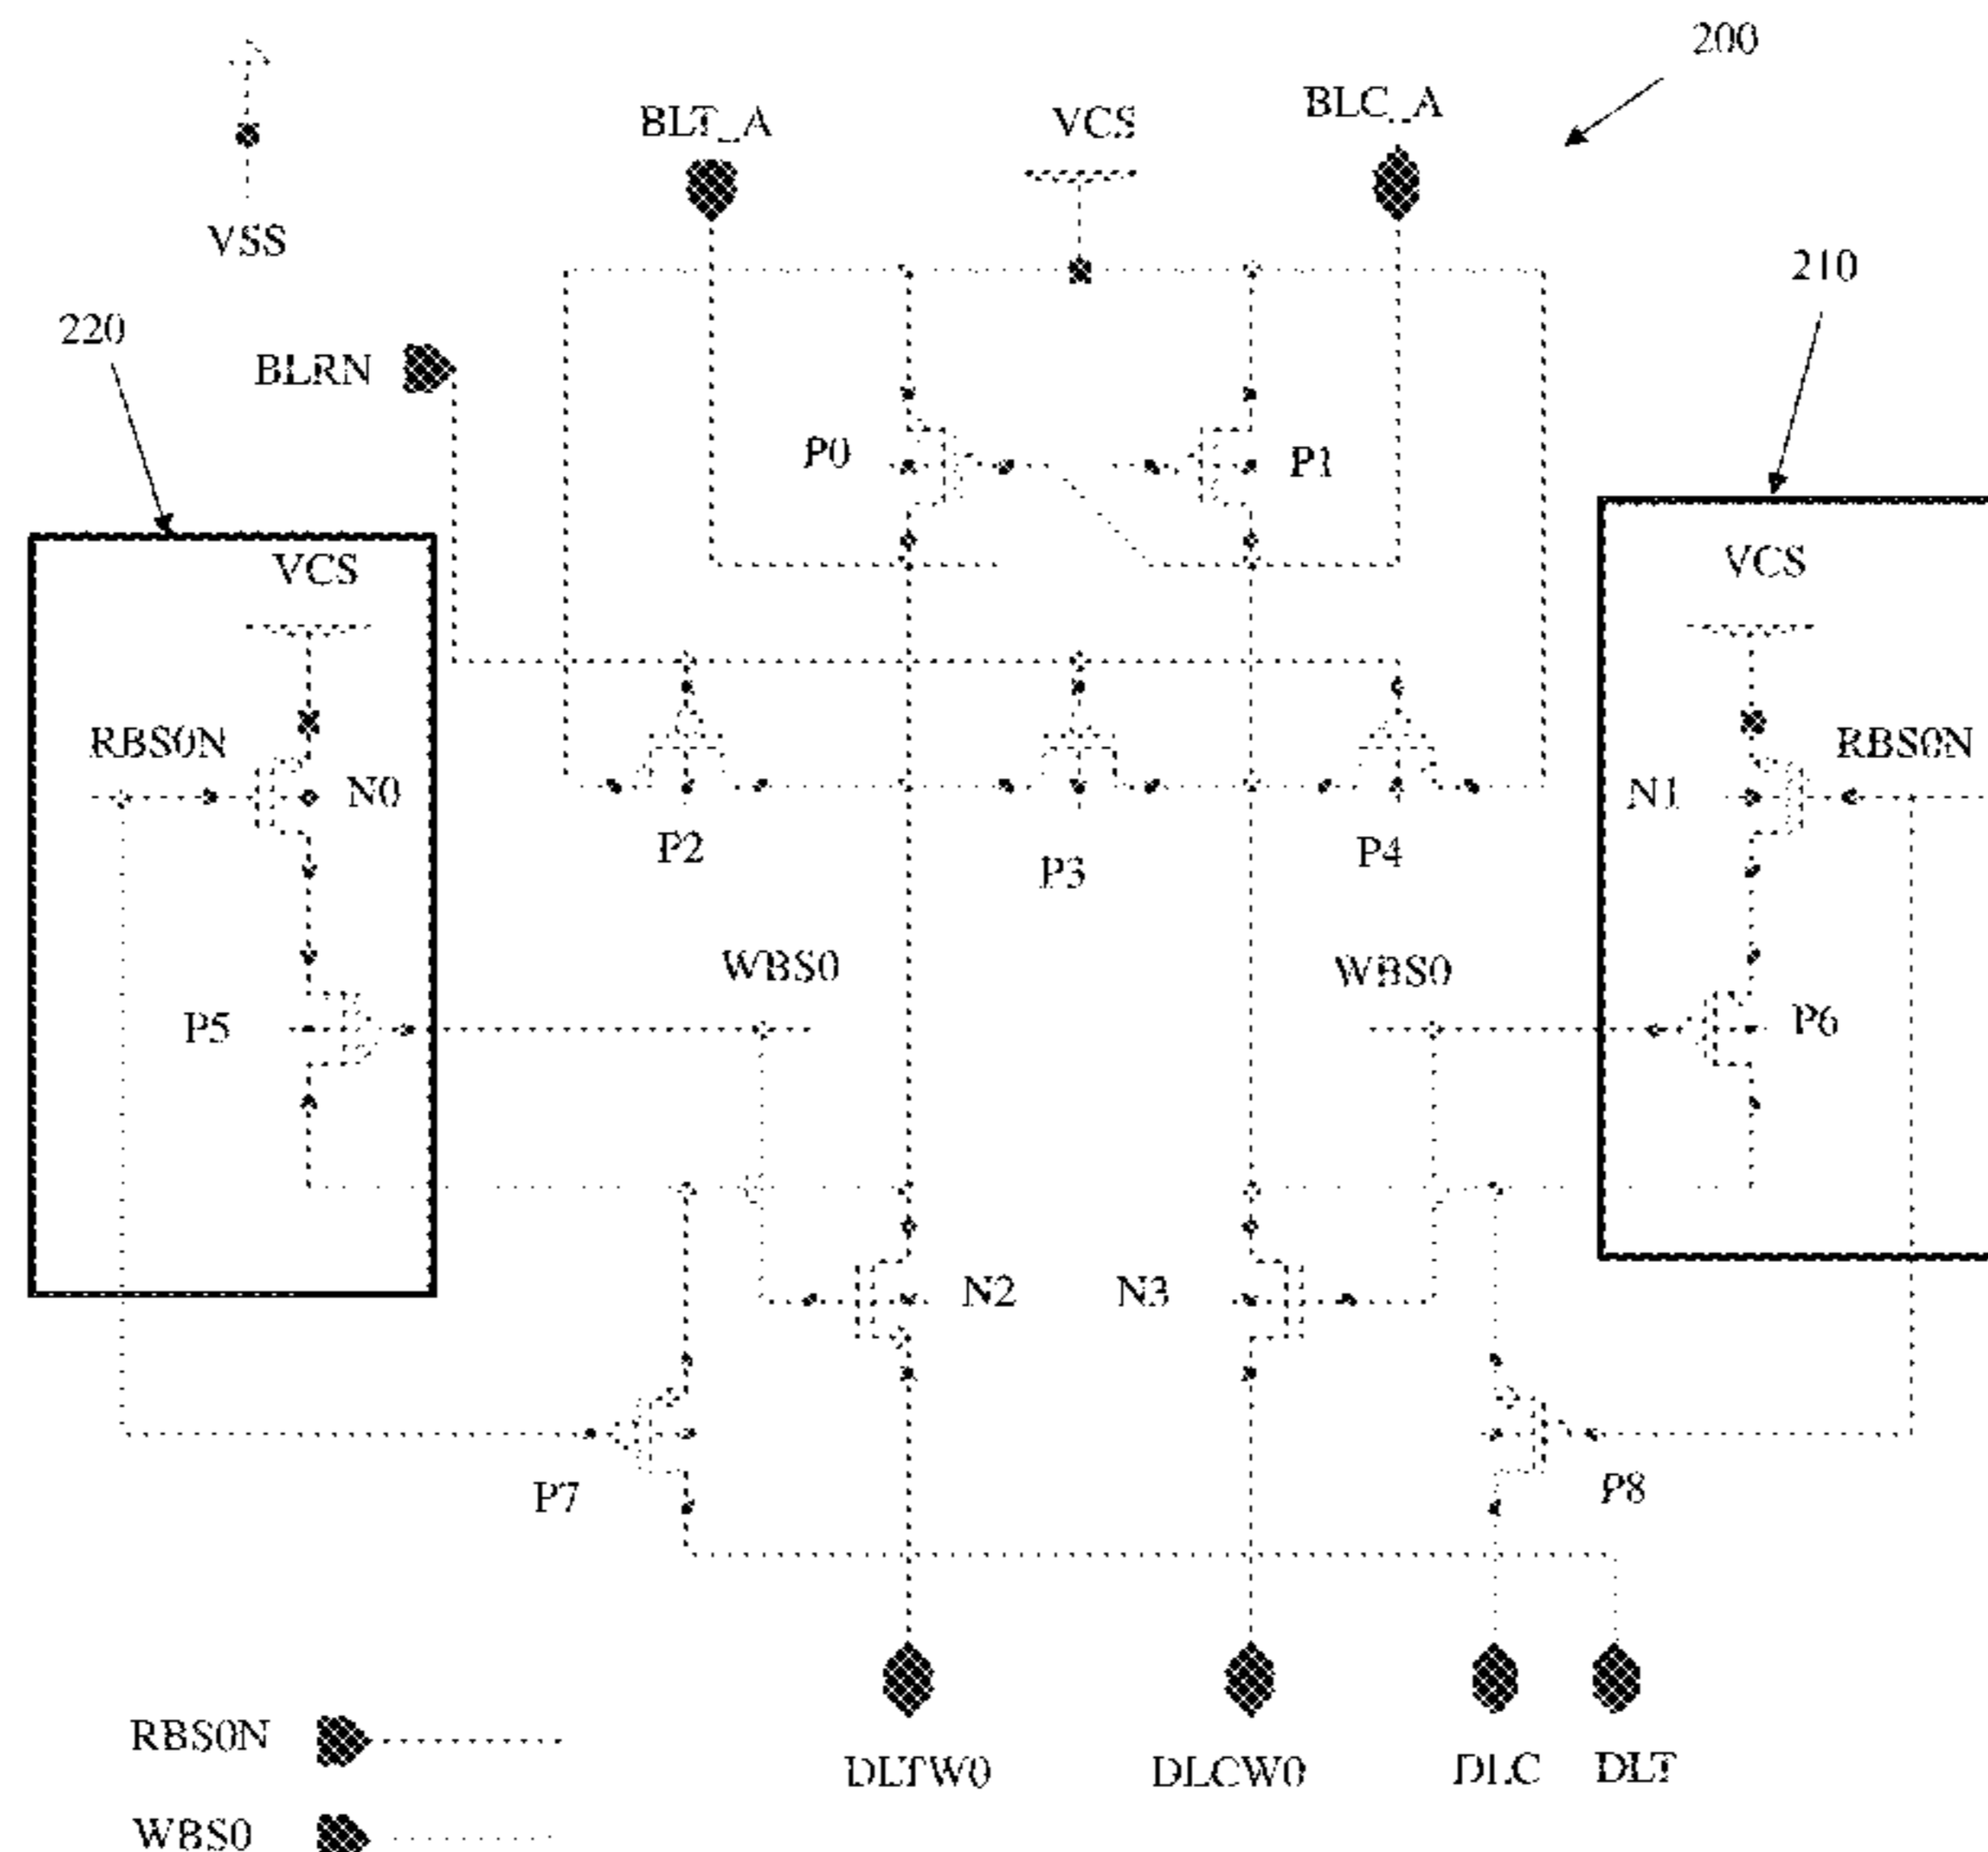 200
BLT_A
VCS
BLC_A
VSS
210
220
BLRN
P0
P1
VCS
VCS
RBS0N
N0
N1
RBS0N
P2
P3
P4
WBS0
WBS0
P5
P6
N2
N3
P7
P8
RBS0N
DLTW0
DLCW0
DLC
DLT
WBS0